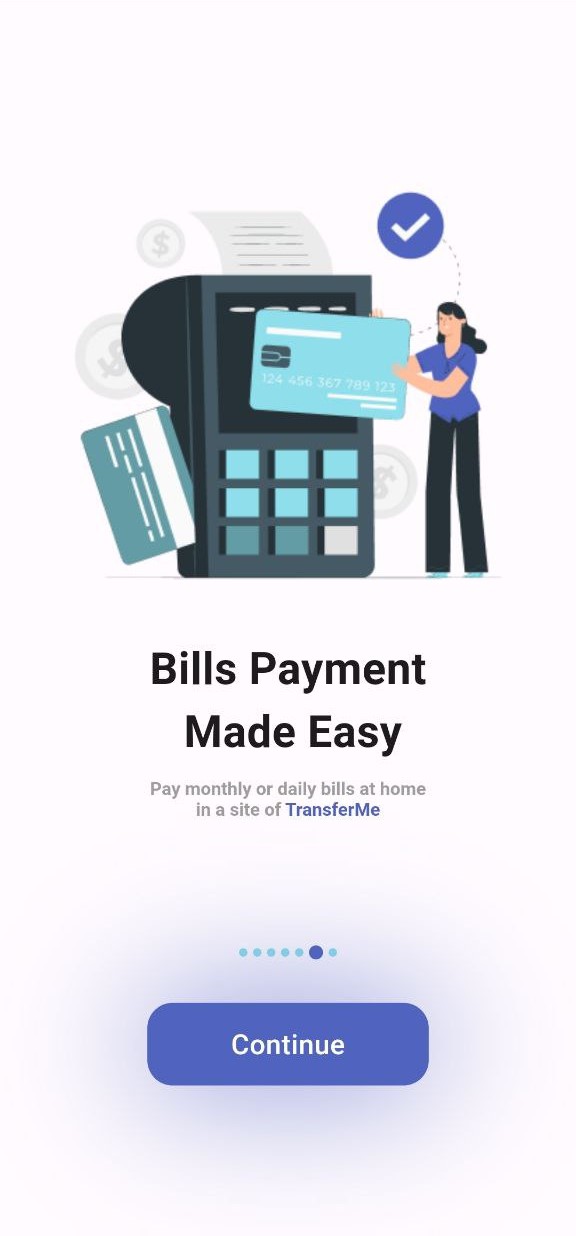 124 456 367 789 123
Bills Payment
Made Easy
Pay monthly or daily bills at home
in a site of TransferMe
Continue